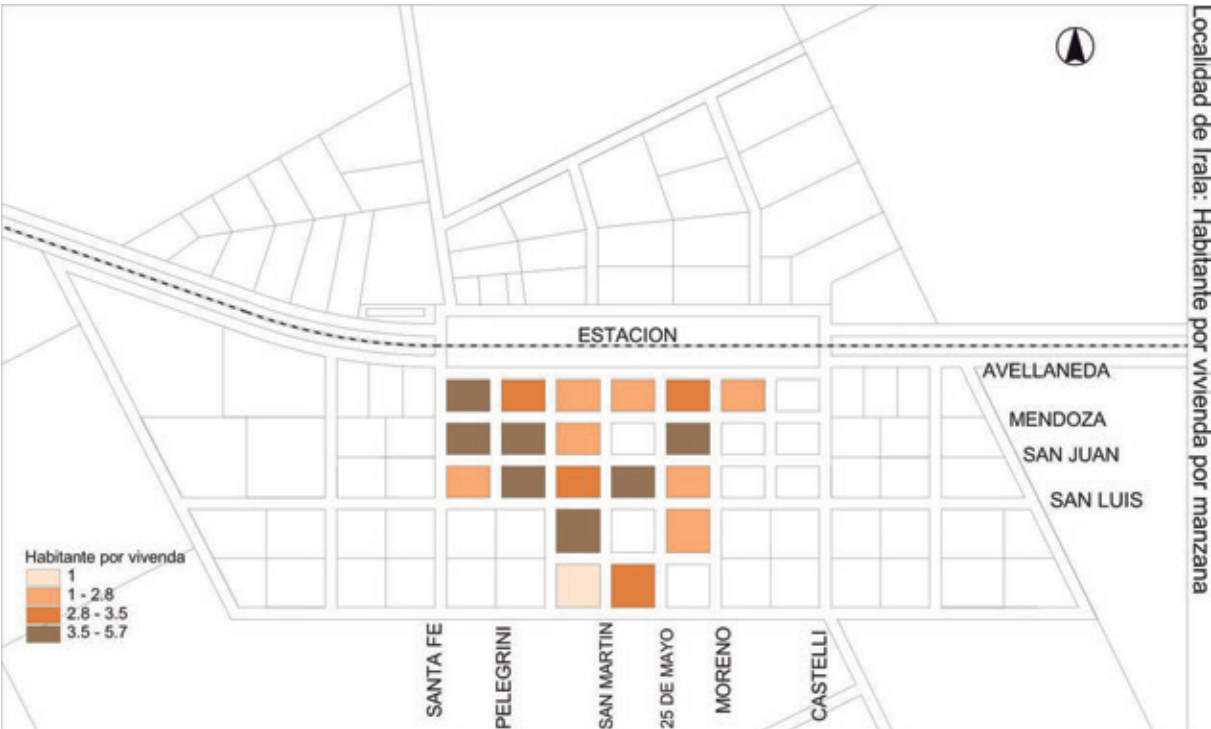 Localidad de Irala: Habitante por vivienda por manzana
ESTACION
AVELLANEDA
MENDOZA
SAN JUAN
SAN LUIS
Habitante por vivenda
1
1 - 2.8
2.8 - 3.5
3.5 - 5.7
SANTA FE
PELEGRINI
SAN MARTIN
25 DE MAYO
MORENO
CASTELLI